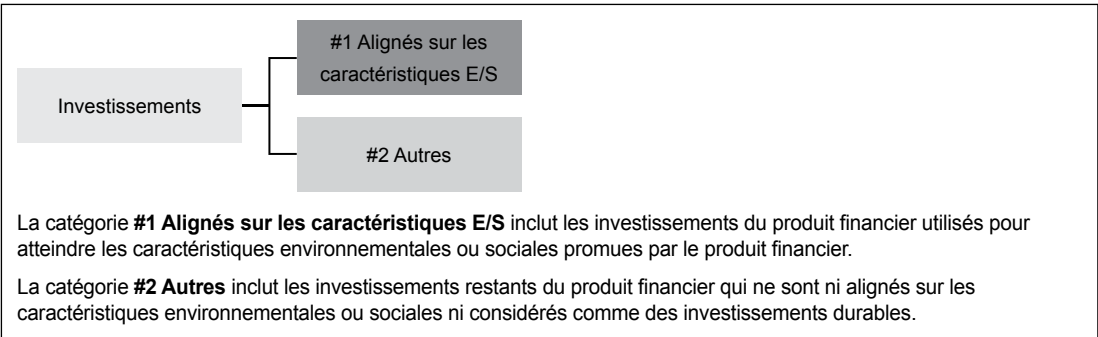 #1 Alignés sur les
caractéristiques E/S
Investissements
#2 Autres
La catégorie #1 Alignés sur les caractéristiques E/S inclut les investissements du produit financier utilisés pour
atteindre les caractéristiques environnementales ou sociales promues par le produit financier.
La catégorie #2 Autres inclut les investissements restants du produit financier qui ne sont ni alignés sur les
caractéristiques environnementales ou sociales ni considérés comme des investissements durables.